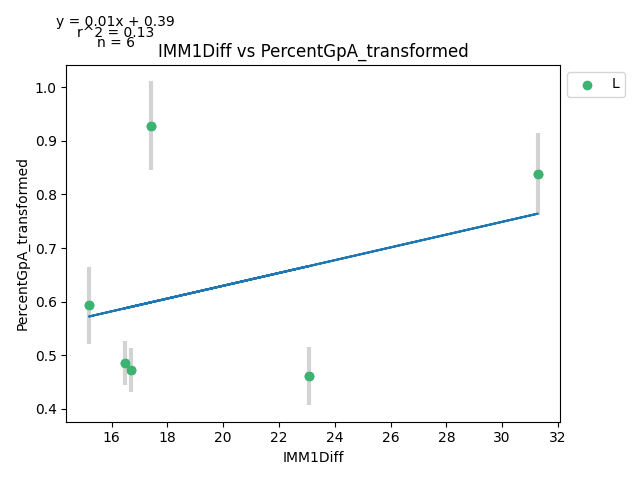 y = 0.01x + 0.39
r^2 = 0.13
n = 6
IMM1Diff vs PercentGpA_transformed
L
PercentGpA_transformed
1.0
0.9
0.8
0.7
0.6
0.5
0.4
16 18 20 22 24 26 28 30 32
IMM1Diff